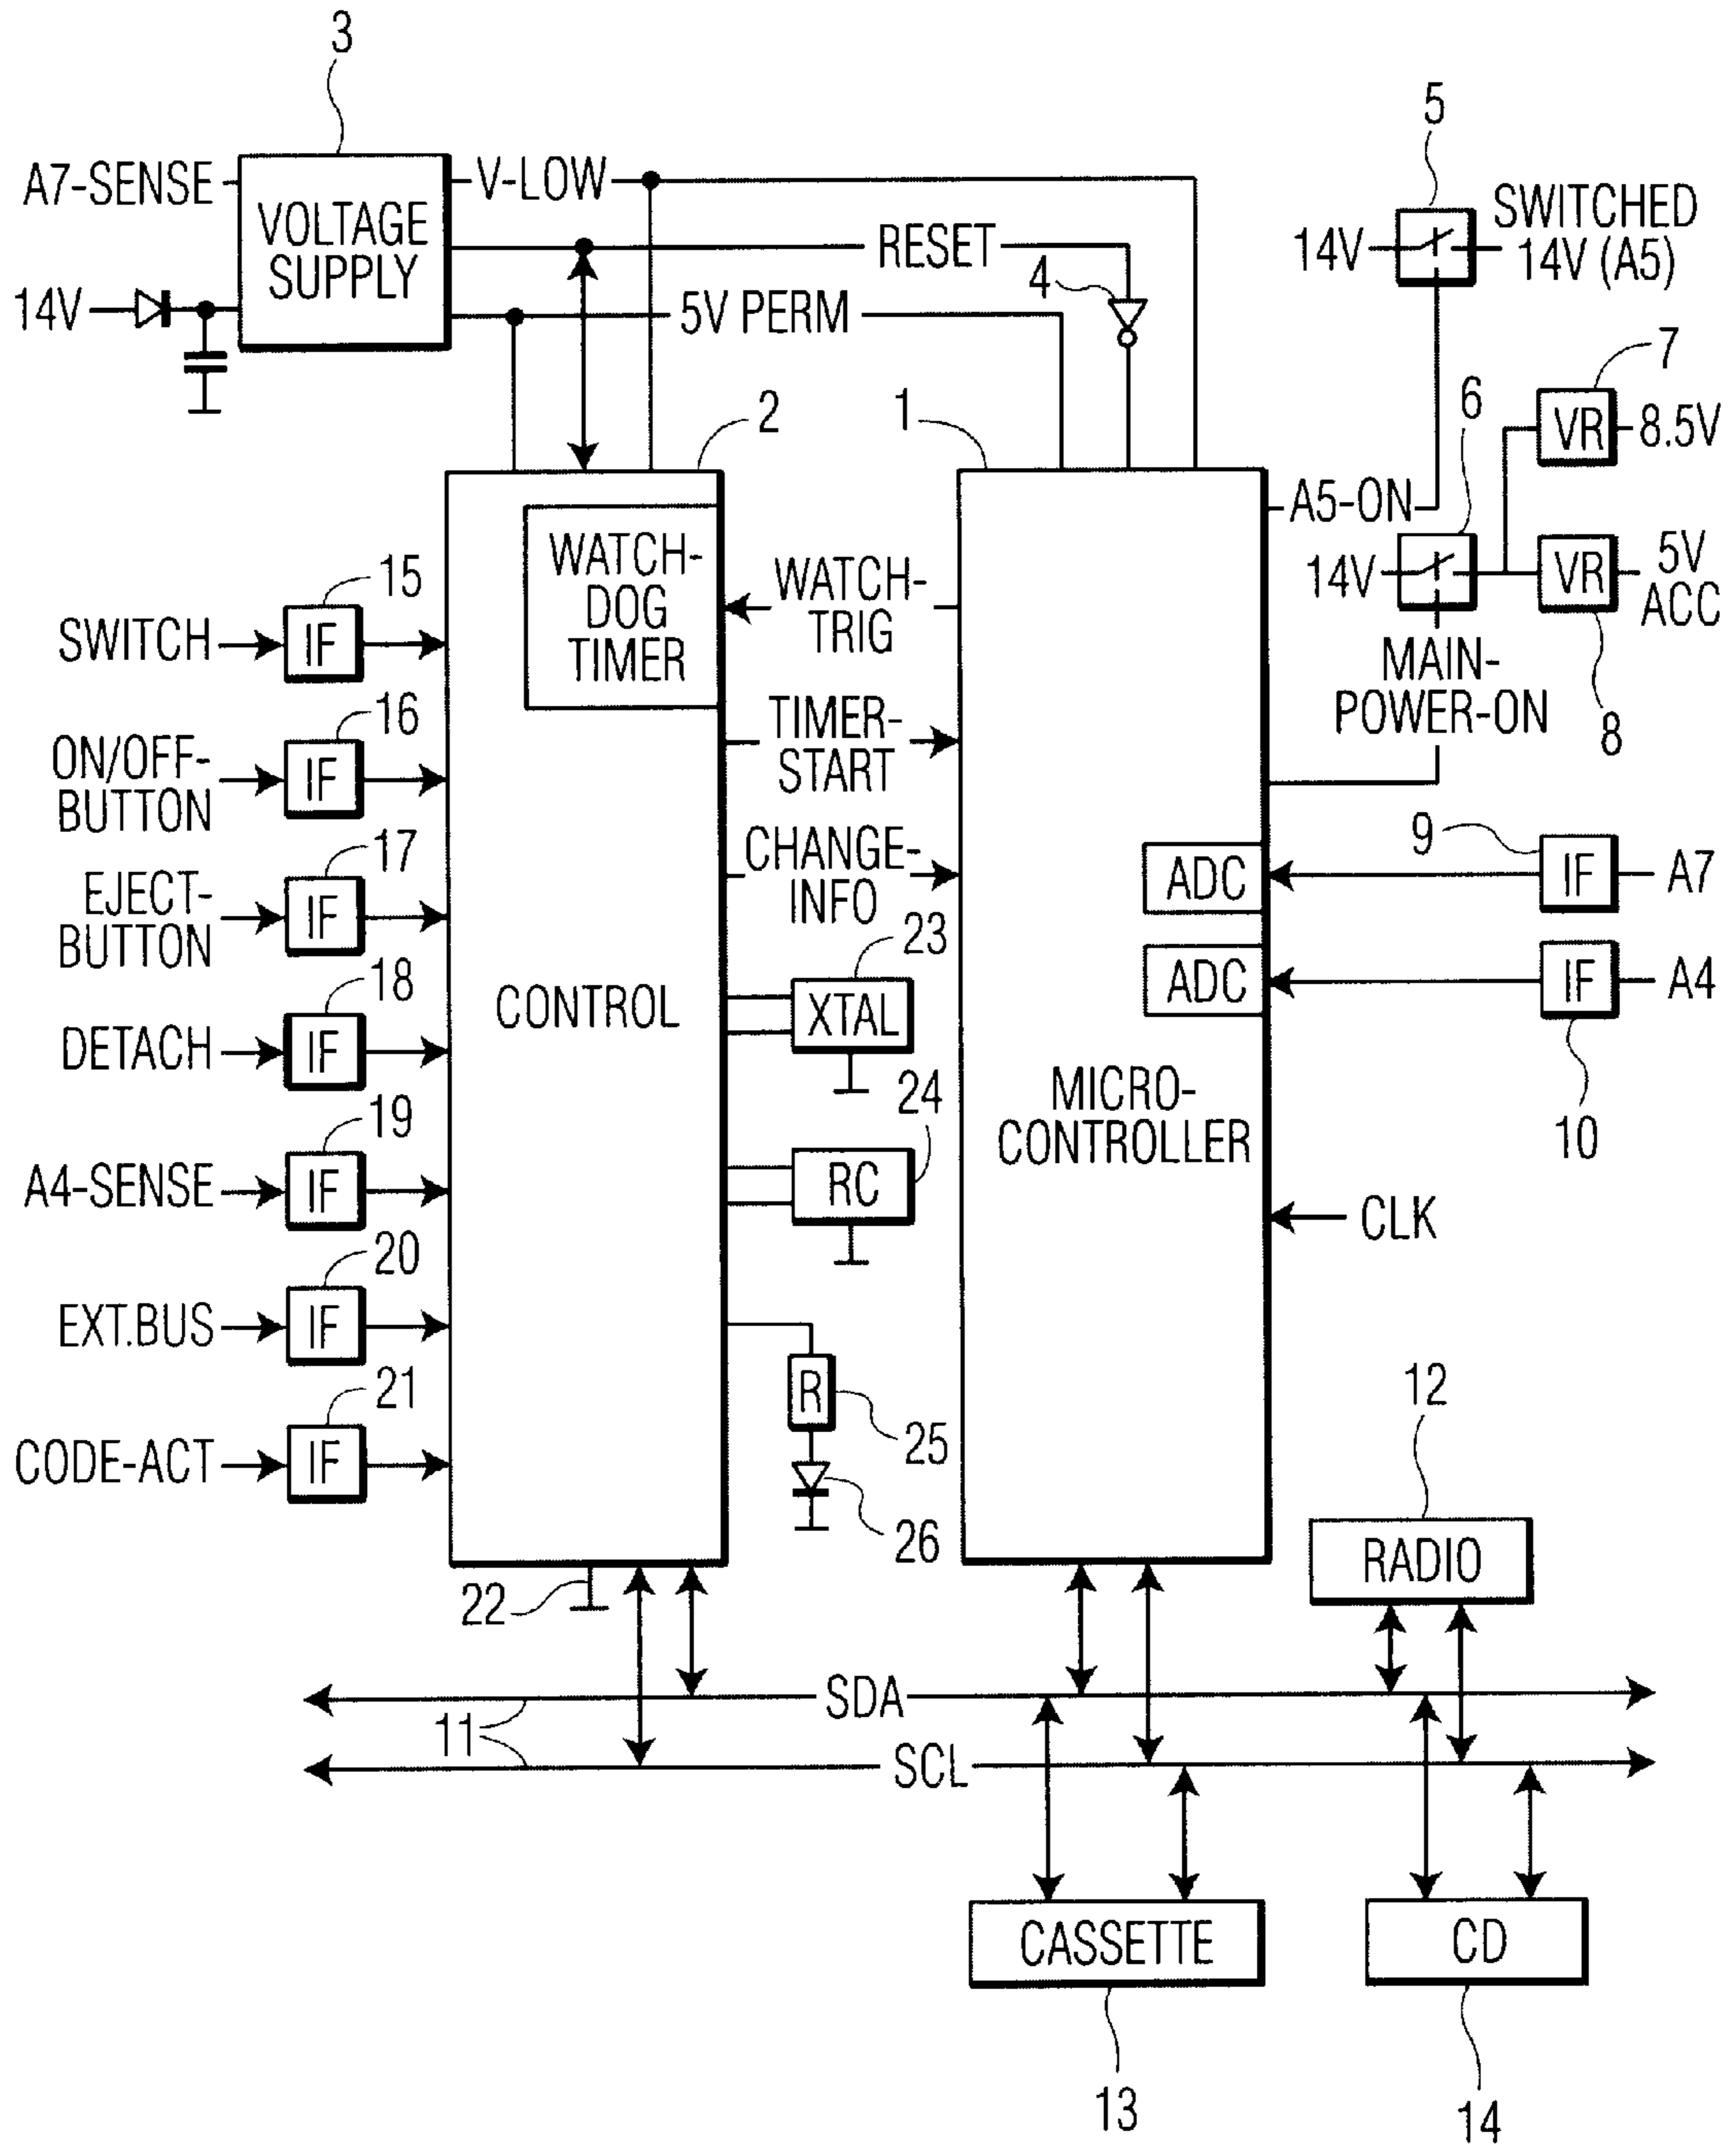 3
5
A7-SENSE
V-LOW
VOLTAGE
SUPPLY
14V
RESET
4
5V PERM
14V
SWITCHED
14V (A5)
2
1
6
7
VR
8.5V
A5-ON
14V
VR
5V
ACC
MAIN-
POWER-ON
8
WATCH-
DOG
TIMER
WATCH-
TRIG
TIMER-
START
CHANGE-
INFO
SWITCH
IF
15
ON/OFF-
BUTTON
IF
16
EJECT-
BUTTON
IF
17
DETACH
IF
18
A4-SENSE
IF
19
EXT.BUS
IF
20
CODE-ACT
IF
21
CONTROL
XTAL
23
RC
24
R
25
26
22
MICRO-
CONTROLLER
ADC
ADC
9
IF
A7
IF
A4
10
CLK
12
RADIO
SDA
11
SCL
CASSETTE
CD
13
14